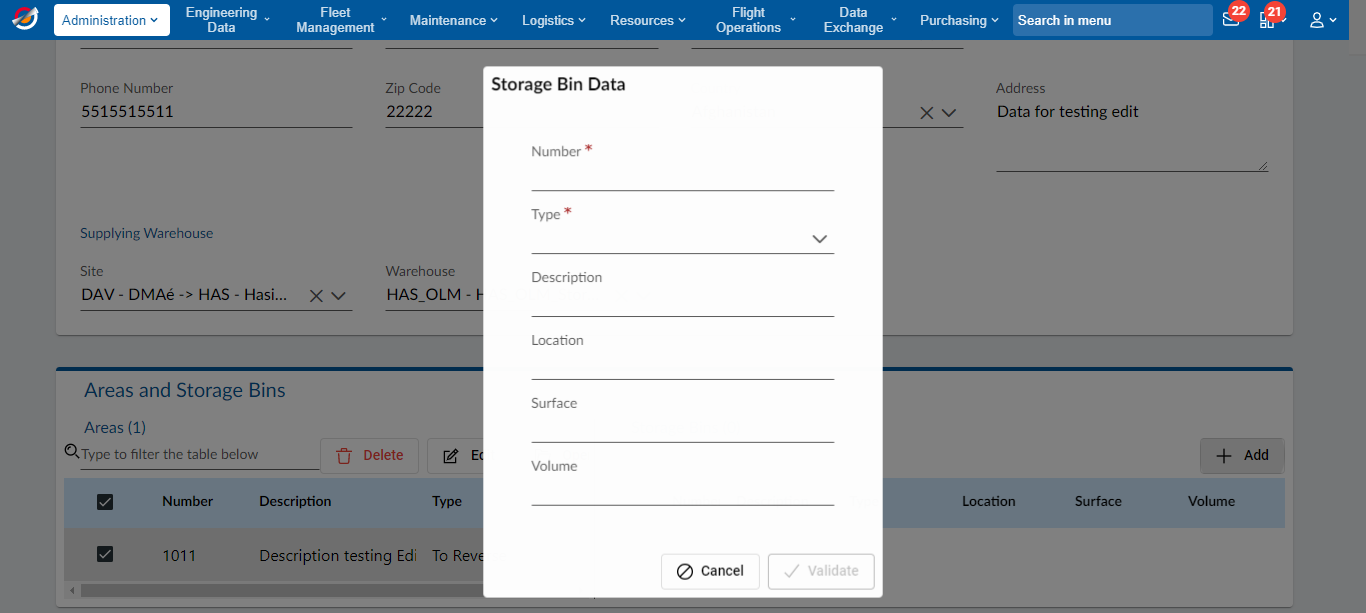 Administration
Engineering Data
Fleet Management
Maintenance
Logistics
Resources
Flight Operations
Data Exchange
Purchasing
Search in menu
22
21
Phone Number
5515515511
Zip Code
22222
Address
Data for testing edit
Supplying Warehouse
Site
DAV - DMAé -> HAS - Hasi...
Warehouse
HAS_OLM - H
Storage Bin Data
Number *
Type *
Description
Location
Surface
Volume
Cancel
Validate
Areas and Storage Bins
Areas (1)
Type to filter the table below
Delete
Add
Number Description Type Location Surface Volume
1011 Description testing Edi To Reve